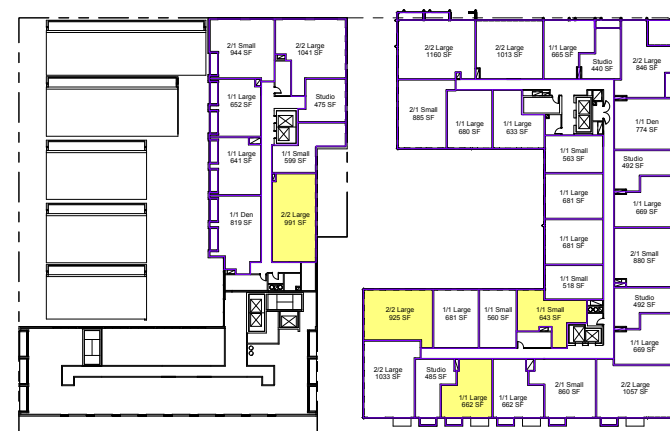 2/1 Small
944 SF
2/2 Large
1041 SF
1/1 Large
652 SF
Studio
475 SF
1/1 Large
641 SF
1/1 Small
599 SF
1/1 Den
819 SF
2/2 Large
991 SF
2/2 Large
1160 SF
2/2 Large
1013 SF
1/1 Large
665 SF
Studio
440 SF
2/2 Large
846 SF
2/1 Small
885 SF
1/1 Large
680 SF
1/1 Large
633 SF
1/1 Den
774 SF
1/1 Small
563 SF
Studio
492 SF
1/1 Large
681 SF
1/1 Large
669 SF
1/1 Large
681 SF
2/1 Small
880 SF
1/1 Small
518 SF
Studio
492 SF
2/2 Large
925 SF
1/1 Large
681 SF
1/1 Small
560 SF
1/1 Small
643 SF
1/1 Large
669 SF
2/2 Large
1033 SF
Studio
485 SF
1/1 Large
662 SF
1/1 Large
662 SF
2/1 Small
860 SF
2/2 Large
1057 SF